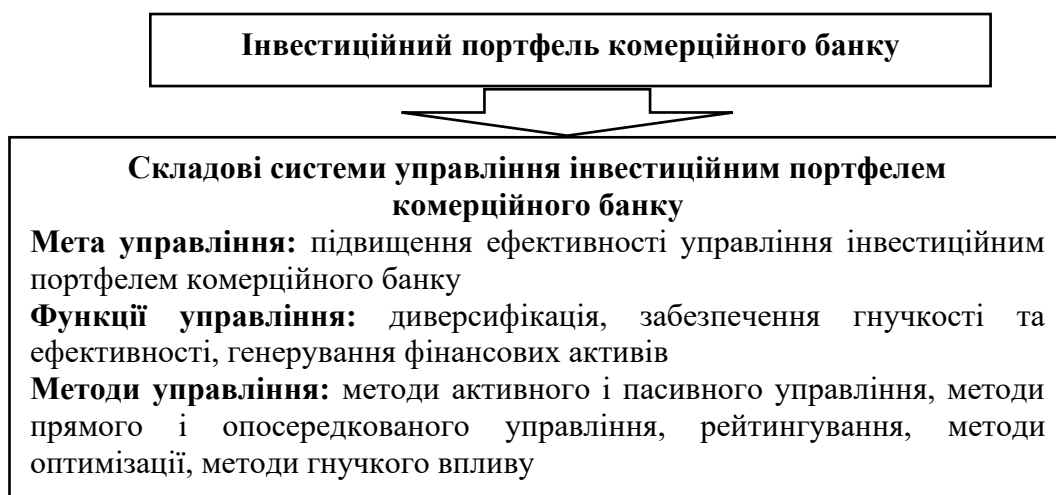 Інвестиційний портфель комерційного банку
Складові системи управління інвестиційним портфелем
комерційного банку
Мета управління: підвищення ефективності управління інвестиційним
портфелем комерційного банку
Функції управління: диверсифікація, забезпечення гнучкості та
ефективності, генерування фінансових активів
Методи управління: методи активного і пасивного управління, методи
прямого і опосередкованого управління, рейтингування, методи
оптимізації, методи гнучкого впливу